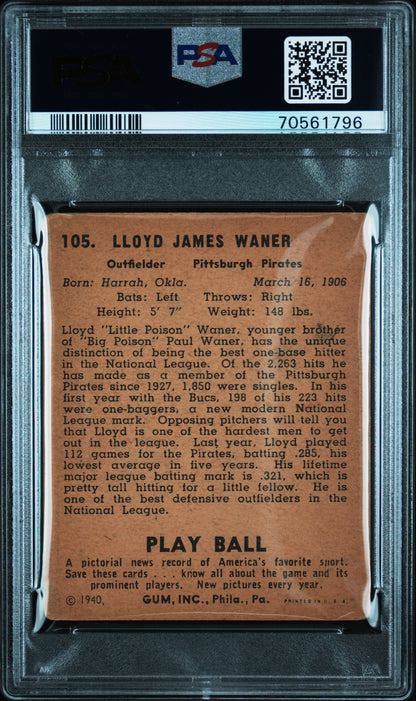 PSA
PSA
70561796
105. LLOYD JAMES WANER
Outfielder Pittsburgh Pirates
Born: Harrah, Okla. March 16, 1906
Bats: Left Throws: Right
Height: 5' 7" Weight: 148 lbs.
Lloyd "Little Poison" Waner, younger brother
of "Big Poison" Paul Waner, has the unique
distinction of being the best one-base hitter
in the National League. Of the 2,263 hits he
has made as a member of the Pittsburgh
Pirates since 1927, 1,850 were singles. In his
first year with the Bucs, 198 of his 223 hits
were one-baggers, a new modern National
League mark. Opposing pitchers will tell you
that Lloyd is one of the hardest men to get
out in the league. Last year, Lloyd played
112 games for the Pirates, batting .285, his
lowest average in five years. His lifetime
major league batting mark is .321, which is
pretty tall hitting for a little fellow. He is
one of the best defensive outfielders in the
National League.
PLAY BALL
A pictorial news record of America's favorite sport.
Save these cards . . . know all about the game and its
prominent players. New pictures every year.
© 1940, GUM, INC., Phila., Pa. PRINTED IN U. S. A.